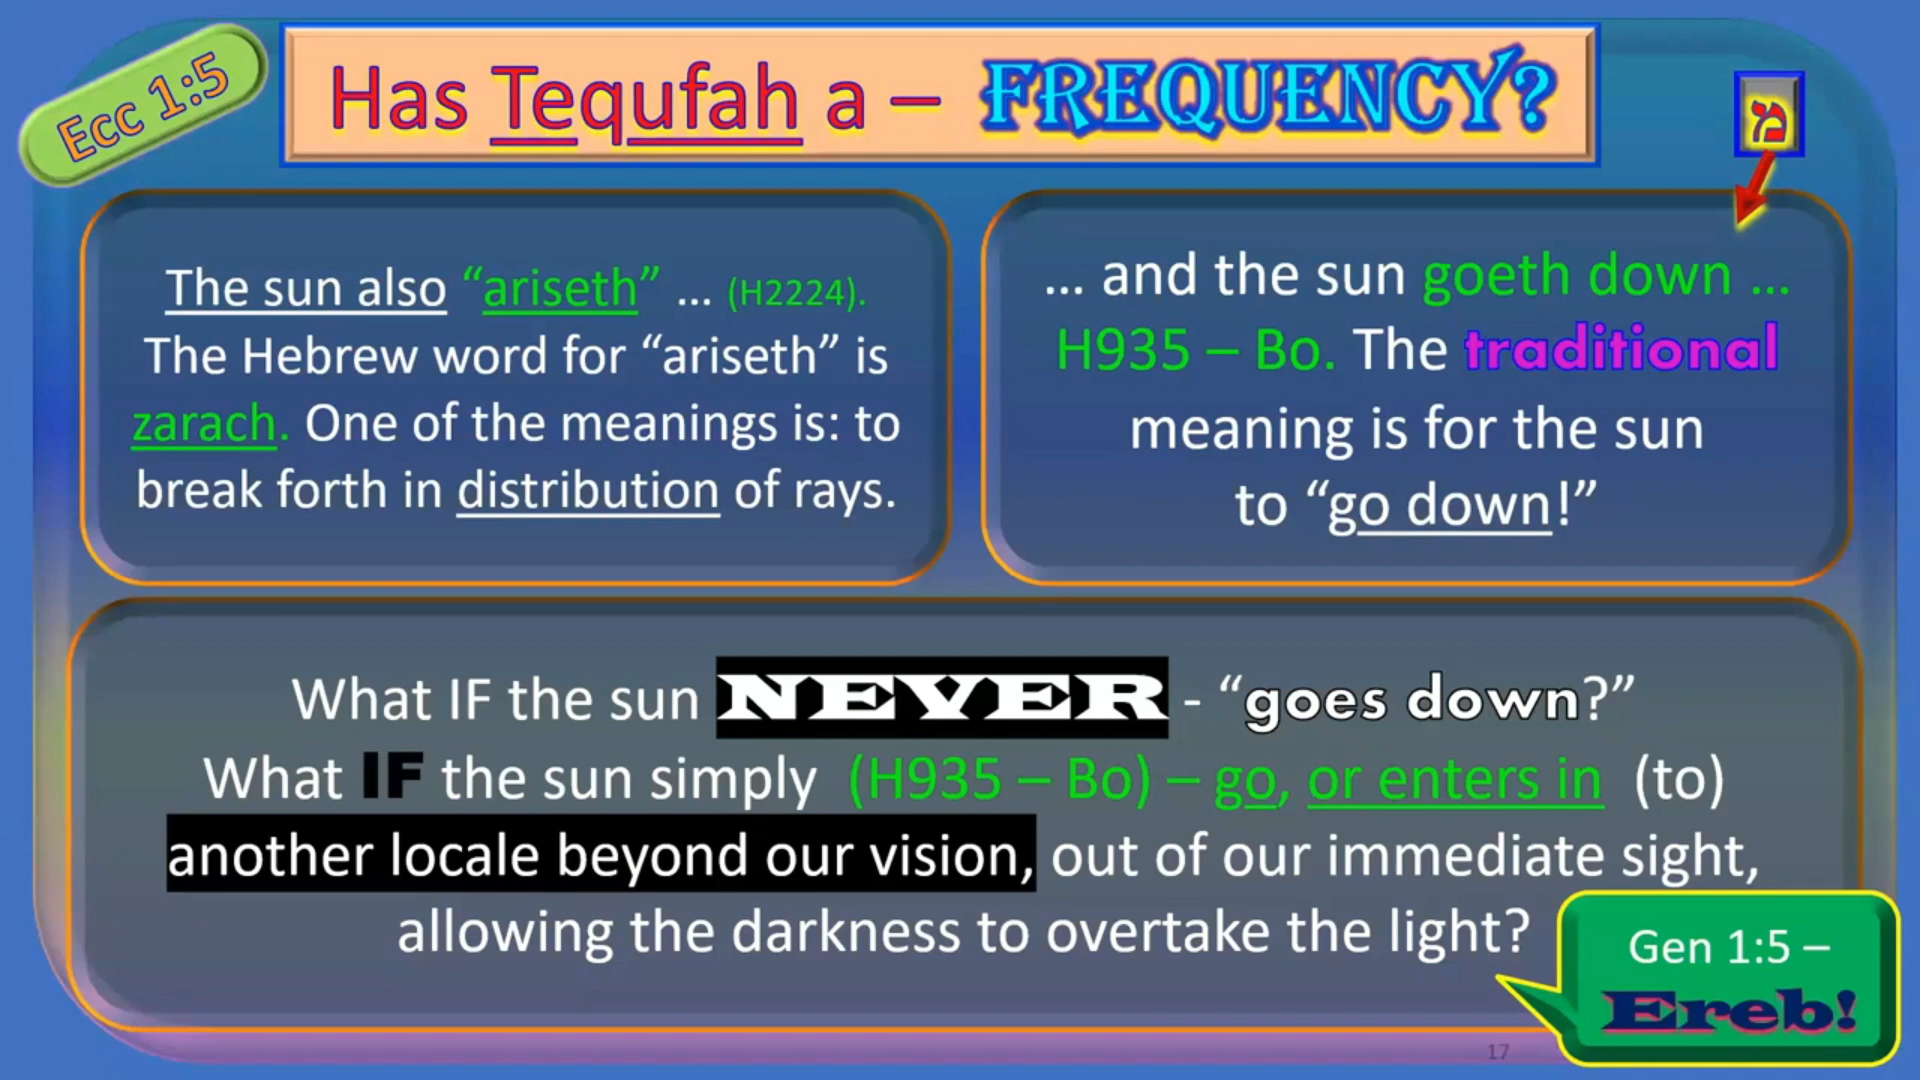 Ecc 1:5
Has Tequfah a – FREQUENCY?
מ
The sun also “ariseth” ... (H2224).
The Hebrew word for “ariseth” is
zarach. One of the meanings is: to
break forth in distribution of rays.
... and the sun goeth down ...
H935 – Bo. The traditional
meaning is for the sun
to “go down!”
What IF the sun NEVER - “goes down?”
What IF the sun simply (H935 – Bo) – go, or enters in (to)
another locale beyond our vision, out of our immediate sight,
allowing the darkness to overtake the light?
Gen 1:5 –
Ereb!
17